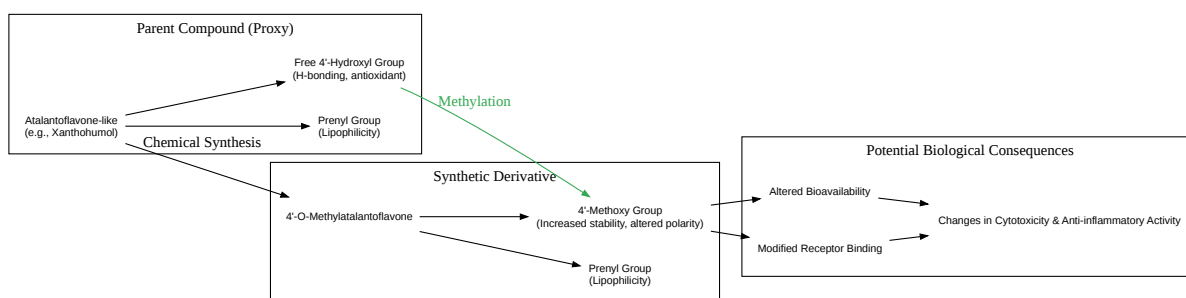 Parent Compound (Proxy)
Free 4'-Hydroxyl Group
(H-bonding, antioxidant)
Methylation
Atalantoflavone-like
(e.g., Xanthohumol)
Prenyl Group
(Lipophilicity)
Chemical Synthesis
Synthetic Derivative
4'-O-Methylatalantoflavone
4'-Methoxy Group
(Increased stability, altered polarity)
Prenyl Group
(Lipophilicity)
Potential Biological Consequences
Altered Bioavailability
Modified Receptor Binding
Changes in Cytotoxicity & Anti-inflammatory Activity